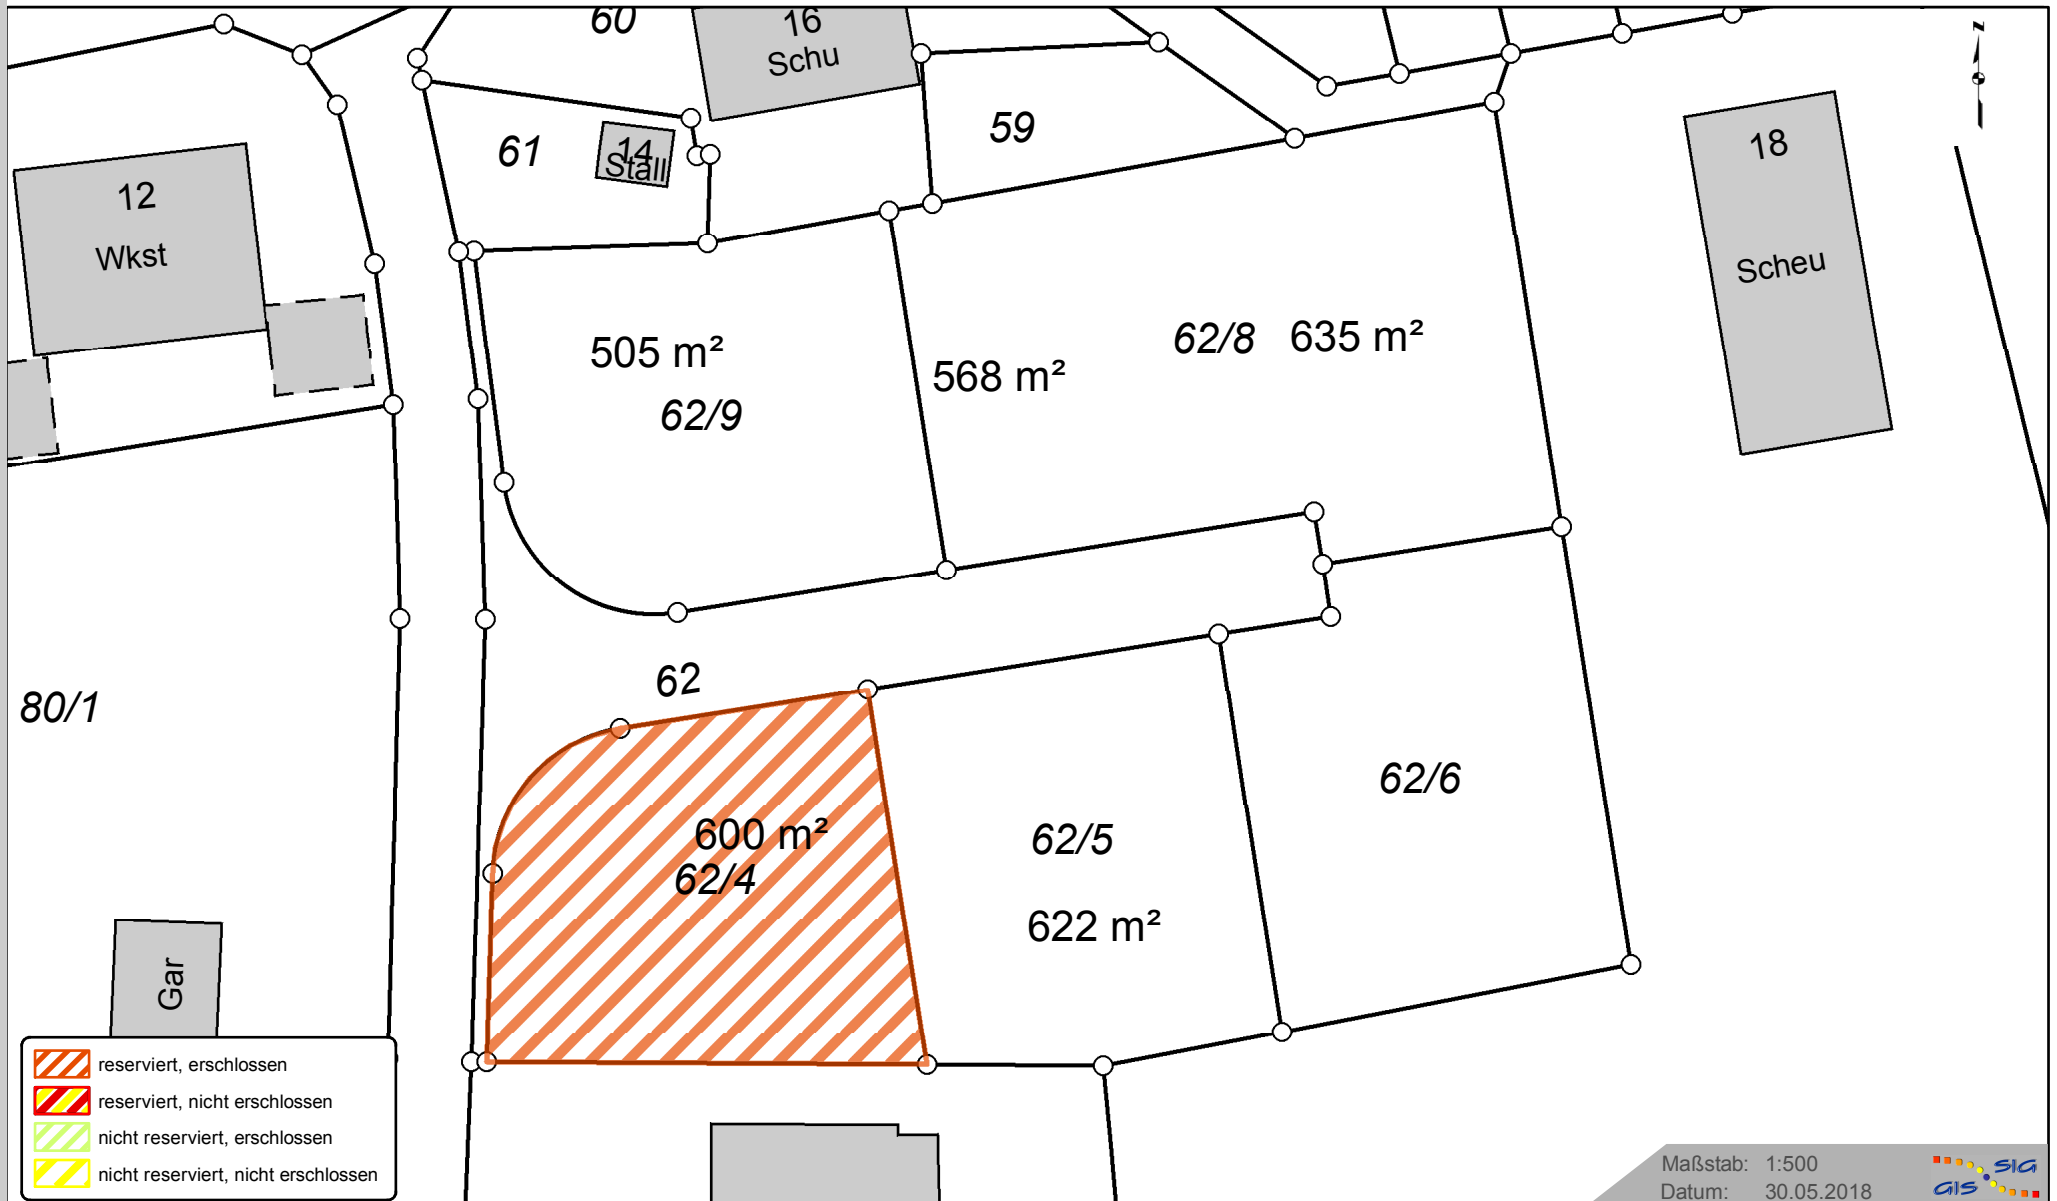 60
16
Schu
N
59
61
14
Stall
12
Wkst
18
Scheu
505 m²
62/9
568 m²
62/8 635 m²
62
80/1
600 m²
62/4
62/5
622 m²
62/6
Gar
reserviert, erschlossen
reserviert, nicht erschlossen
nicht reserviert, erschlossen
nicht reserviert, nicht erschlossen
Maßstab: 1:500
Datum: 30.05.2018
SIG
GIS